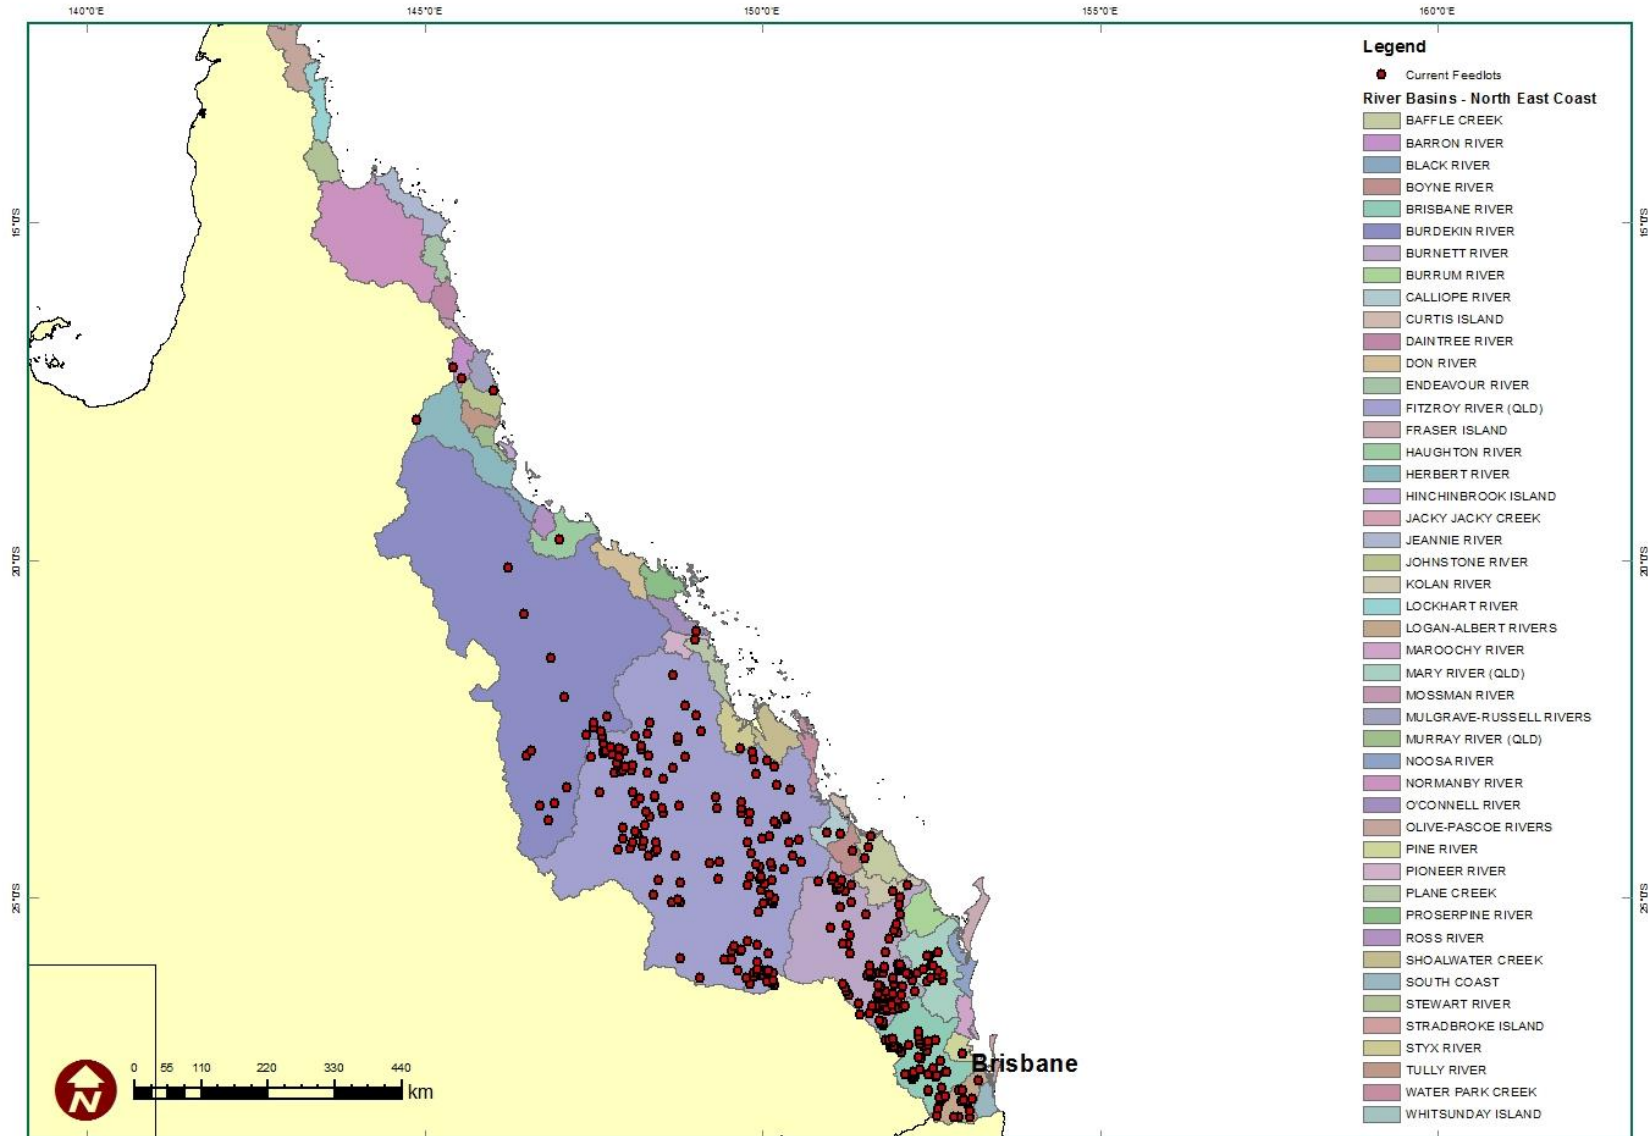 140°0'E 145°0'E 150°0'E 155°0'E 160°0'E
Legend
Current Feedlots
River Basins - North East Coast
BAFFLE CREEK
BARRON RIVER
BLACK RIVER
BOYNE RIVER
BRISBANE RIVER
BURDEKIN RIVER
BURNETT RIVER
BURRUM RIVER
CALLIOPE RIVER
CURTIS ISLAND
DAINTREE RIVER
DON RIVER
ENDEAVOUR RIVER
FITZROY RIVER (QLD)
FRASER ISLAND
HAUGHTON RIVER
HERBERT RIVER
HINCHINBROOK ISLAND
JACKY JACKY CREEK
JEANNIE RIVER
JOHNSTONE RIVER
KOLAN RIVER
LOCKHART RIVER
LOGAN-ALBERT RIVERS
MAROOCHY RIVER
MARY RIVER (QLD)
MOSSMAN RIVER
MULGRAVE-RUSSELL RIVERS
MURRAY RIVER (QLD)
NOOSA RIVER
NORMANBY RIVER
O'CONNELL RIVER
OLIVE-PASCOE RIVERS
PINE RIVER
PIONEER RIVER
PLANE CREEK
PROSERPINE RIVER
ROSS RIVER
SHOALWATER CREEK
SOUTH COAST
STEWART RIVER
STRADBROKE ISLAND
STYX RIVER
TULLY RIVER
WATER PARK CREEK
WHITSUNDAY ISLAND
15°0'S 15°0'S
20°0'S 20°0'S
25°0'S 25°0'S
Brisbane
N
0 55 110 220 330 440
km